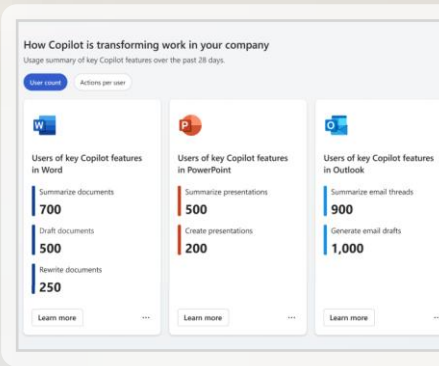 How Copilot is transforming work in your company
Usage summary of key Copilot features over the past 28 days.
User count
Actions per user
W
Users of key Copilot features
in Word
Summarize documents
700
Draft documents
500
Rewrite documents
250
Learn more
...
P
Users of key Copilot features
in PowerPoint
Summarize presentations
500
Create presentations
200
Learn more
...
O
Users of key Copilot features
in Outlook
Summarize email threads
900
Generate email drafts
1,000
Learn more